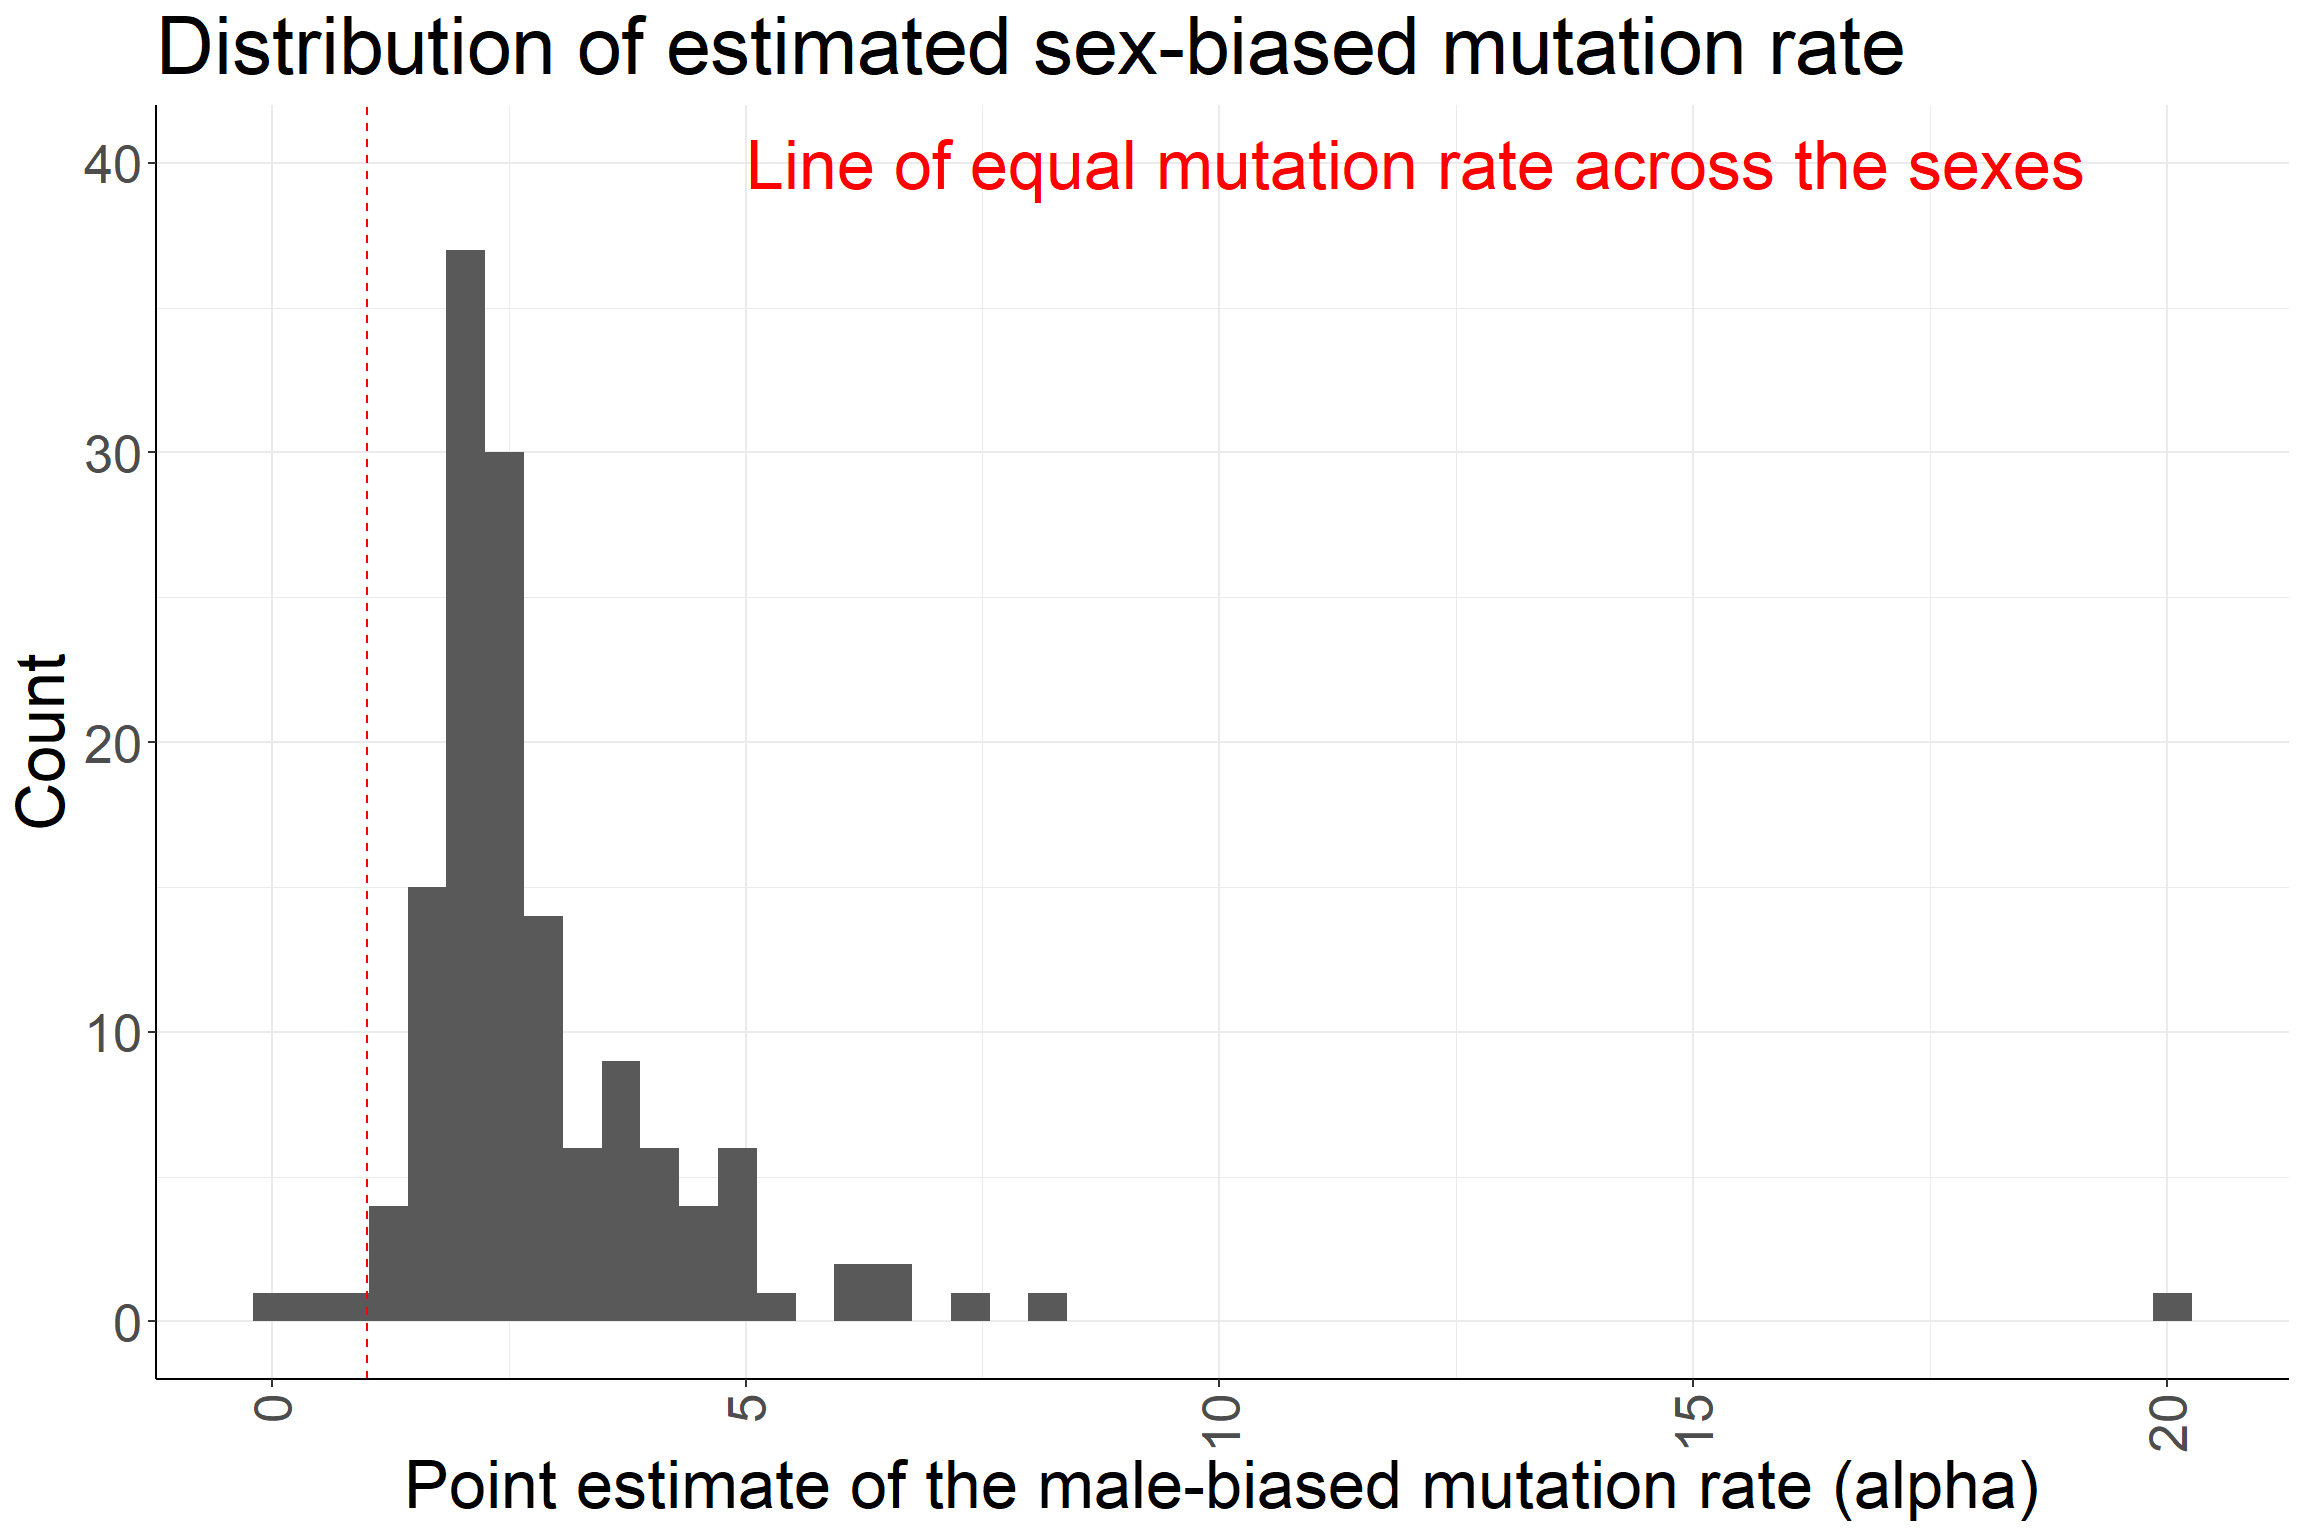 Distribution of estimated sex-biased mutation rate
Line of equal mutation rate across the sexes
40
30
20
10
0
Count
0
5
10
15
20
Point estimate of the male-biased mutation rate (alpha)